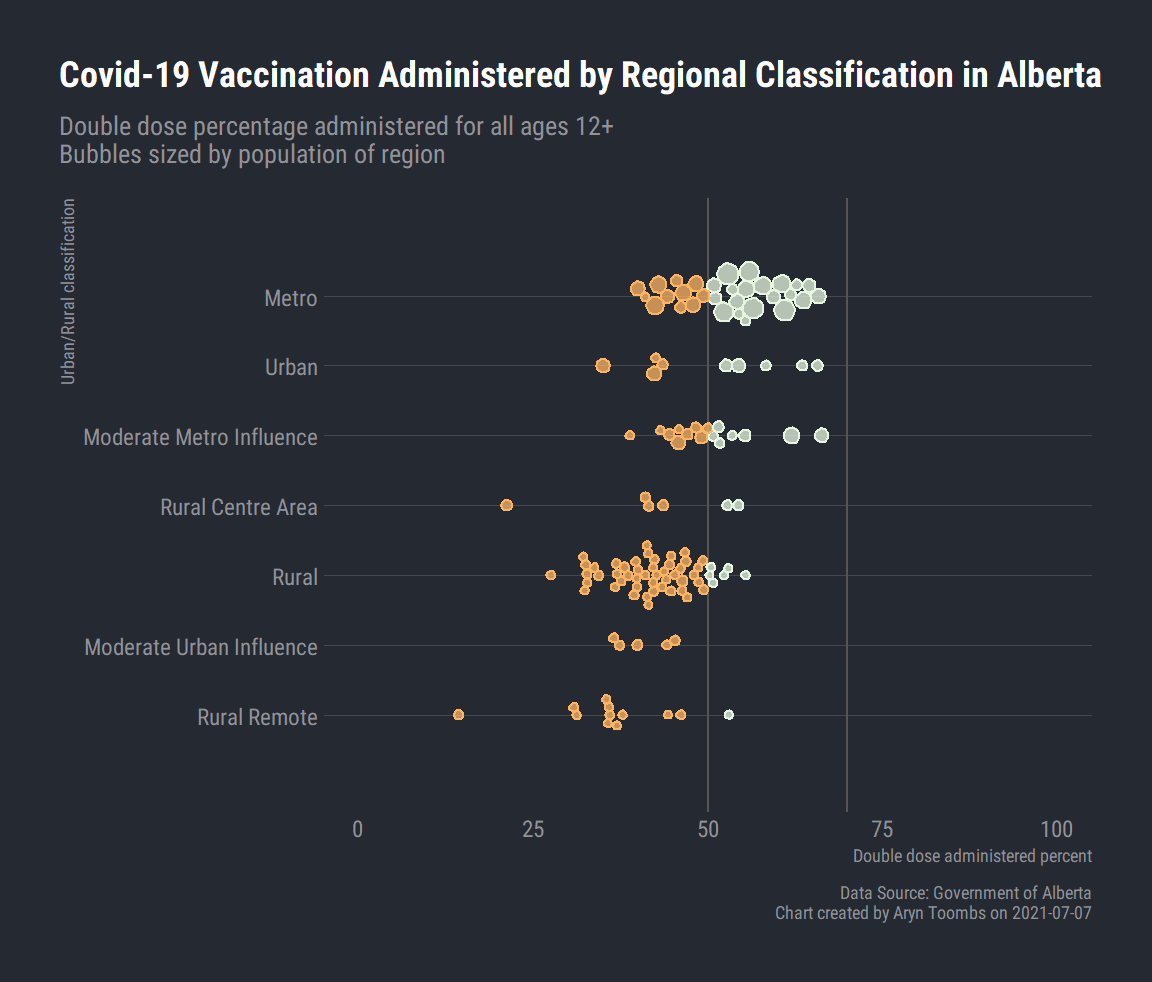 Covid-19 Vaccination Administered by Regional Classification in Alberta
Double dose percentage administered for all ages 12+
Bubbles sized by population of region
Urban/Rural classification
Metro
Urban
Moderate Metro Influence
Rural Centre Area
Rural
Moderate Urban Influence
Rural Remote
0 25 50 75 100
Double dose administered percent
Data Source: Government of Alberta
Chart created by Aryn Toombs on 2021-07-07